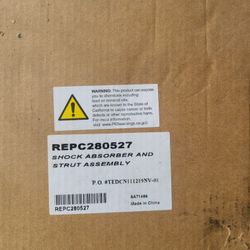 WARNING: This product can expose
you to chemicals including
lead or mineral oils,
which are known to the State of
California to cause cancer or birth
defects or other reproductive harm.
For more information:
www.P65warnings.ca.gov
REPC280527
SHOCK ABSORBER AND
STRUT ASSEMBLY
P.O. #TEDCN111219NV-01
REPC280527
Made in China